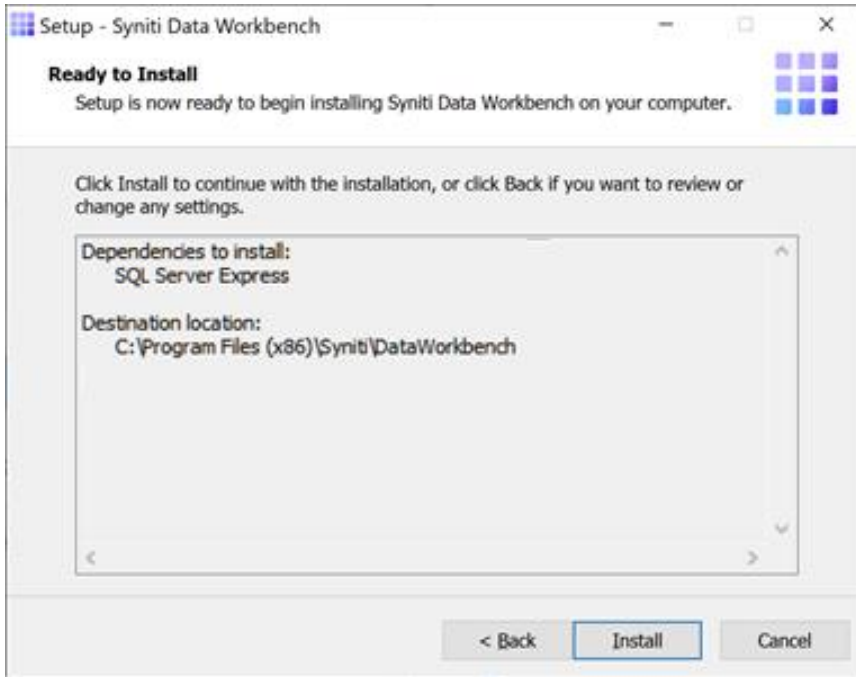 Setup - Syniti Data Workbench
Ready to Install
Setup is now ready to begin installing Syniti Data Workbench on your computer.
Click Install to continue with the installation, or click Back if you want to review or
change any settings.
Dependencies to install:
SQL Server Express
Destination location:
C:\Program Files (x86)\Syniti\DataWorkbench
< Back
Install
Cancel